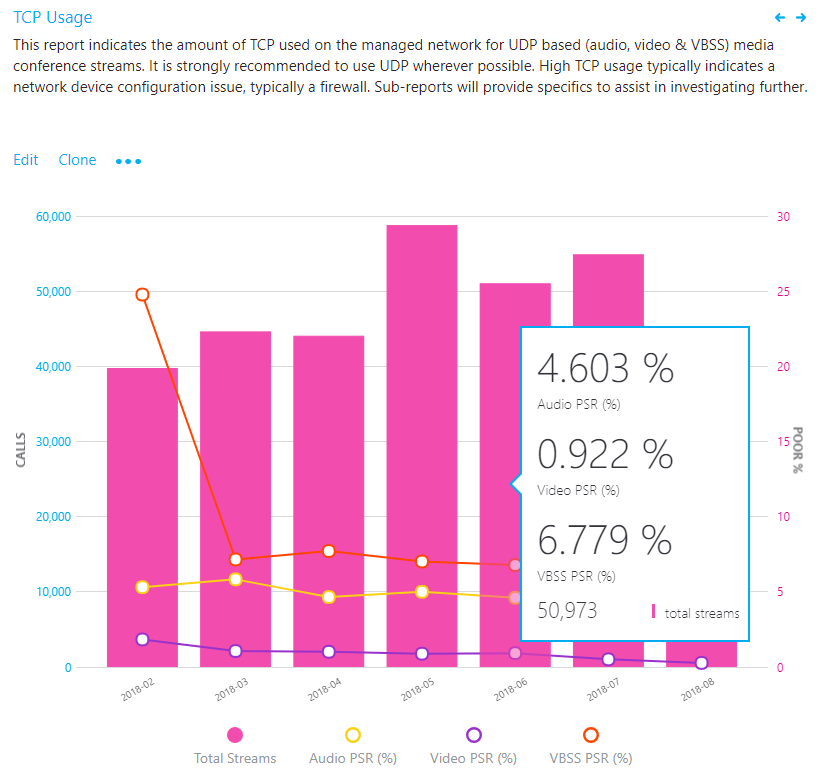 TCP Usage
This report indicates the amount of TCP used on the managed network for UDP based (audio, video & VBSS) media
conference streams. It is strongly recommended to use UDP wherever possible. High TCP usage typically indicates a
network device configuration issue, typically a firewall. Sub-reports will provide specifics to assist in investigating further.
Edit Clone
60,000 30
50,000 25
40,000 20
30,000 15
20,000 10
10,000 5
0 0
CALLS
POOR %
4.603 %
Audio PSR (%)
0.922 %
Video PSR (%)
6.779 %
VBSS PSR (%)
50,973 total streams
2018-02 2018-03 2018-04 2018-05 2018-06 2018-07 2018-08
Total Streams Audio PSR (%) Video PSR (%) VBSS PSR (%)